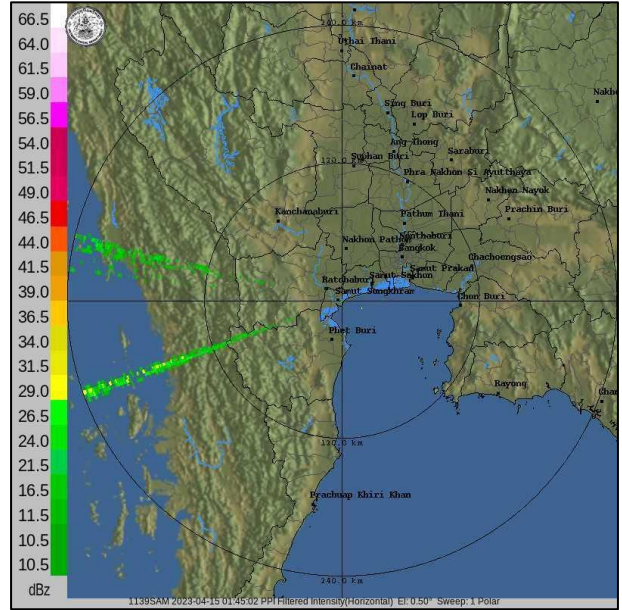 66.5
64.0
61.5
59.0
56.5
54.0
51.5
49.0
46.5
44.0
41.5
39.0
36.5
34.0
31.5
29.0
26.5
24.0
21.5
16.5
15.5
13.0
10.5
dBz
240.0 km
Uthai Thani
Chainat
Nakho
Sing Buri
Lop Buri
Ang Thong
Saraburi
Suphan Buri
120.0 km
Phra Nakhon Si Ayutthaya
Nakhon Nayok
Prachin Buri
Kanchanaburi
Pathum Thani
Nonthaburi
Nakhon Pathom
Bangkok
Chachoengsao
Samut Prakan
Samut Sakhon
Ratchaburi
Samut Songkhram
Chon Buri
Phet Buri
Rayong
Chan
120.0 km
Prachuap Khiri Khan
240.0 km
1139SAM 2023-04-15 01:45:02 PPI Filtered Intensity(Horizontal) El: 0.50° Sweep: 1 Polar